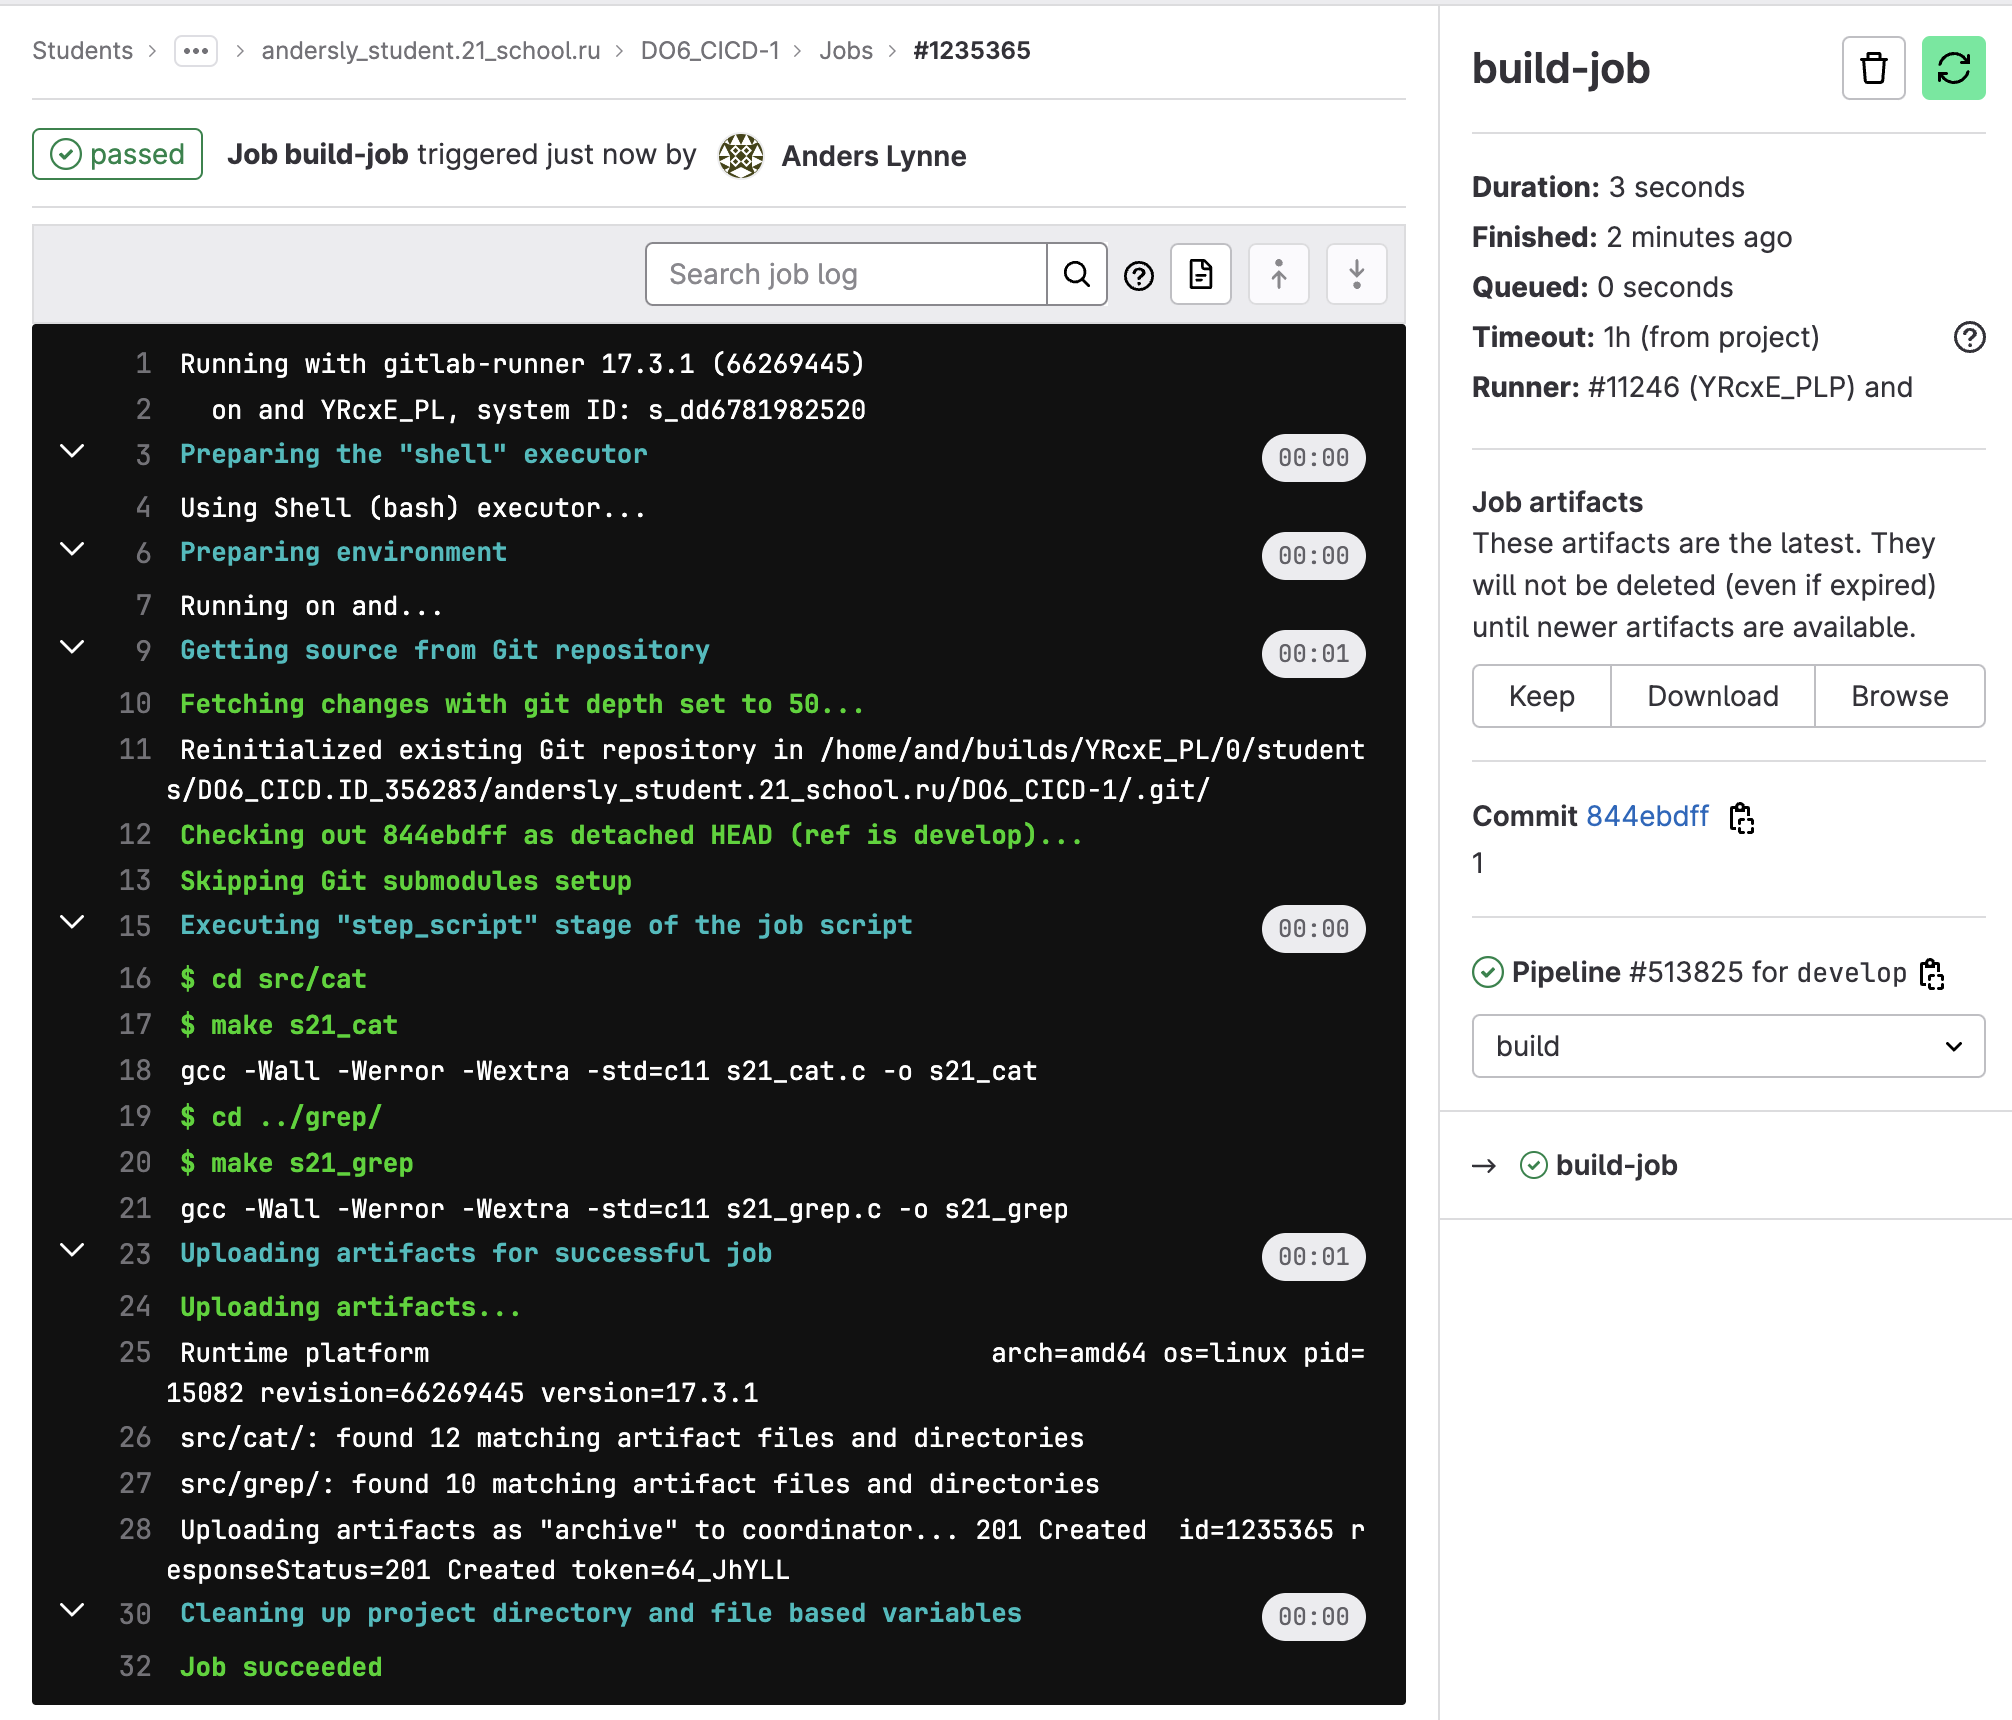 Students > ••• > andersly_student.21_school.ru > DO6_CICD-1 > Jobs > #1235365
passed Job build-job triggered just now by Anders Lynne
Search job log
1 Running with gitlab-runner 17.3.1 (66269445)
2 on and YRcxE_PL, system ID: s_dd6781982520
3 Preparing the "shell" executor 00:00
4 Using Shell (bash) executor...
6 Preparing environment 00:00
7 Running on and...
9 Getting source from Git repository 00:01
10 Fetching changes with git depth set to 50...
11 Reinitialized existing Git repository in /home/and/builds/YRcxE_PL/0/student
s/DO6_CICD.ID_356283/andersly_student.21_school.ru/DO6_CICD-1/.git/
12 Checking out 844ebdff as detached HEAD (ref is develop)...
13 Skipping Git submodules setup
15 Executing "step_script" stage of the job script 00:00
16 $ cd src/cat
17 $ make s21_cat
18 gcc -Wall -Werror -Wextra -std=c11 s21_cat.c -o s21_cat
19 $ cd ../grep/
20 $ make s21_grep
21 gcc -Wall -Werror -Wextra -std=c11 s21_grep.c -o s21_grep
23 Uploading artifacts for successful job 00:01
24 Uploading artifacts...
25 Runtime platform arch=amd64 os=linux pid=
15082 revision=66269445 version=17.3.1
26 src/cat/: found 12 matching artifact files and directories
27 src/grep/: found 10 matching artifact files and directories
28 Uploading artifacts as "archive" to coordinator... 201 Created id=1235365 r
esponseStatus=201 Created token=64_JhYLL
30 Cleaning up project directory and file based variables 00:00
32 Job succeeded
build-job
Duration: 3 seconds
Finished: 2 minutes ago
Queued: 0 seconds
Timeout: 1h (from project)
Runner: #11246 (YRcxE_PLP) and
Job artifacts
These artifacts are the latest. They
will not be deleted (even if expired)
until newer artifacts are available.
Keep Download Browse
Commit 844ebdff
1
Pipeline #513825 for develop
build
→ build-job